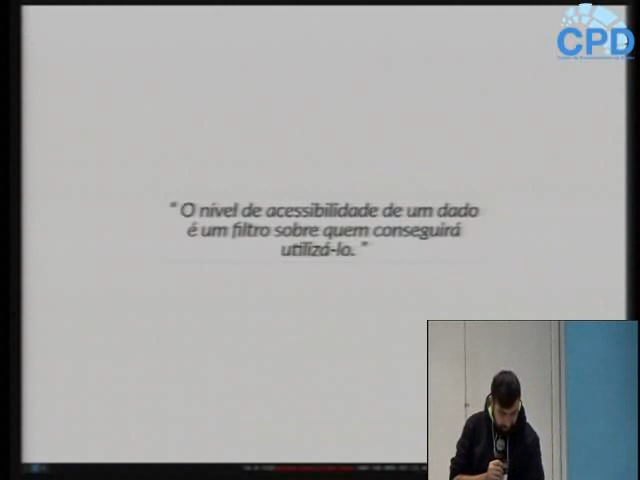 CPD
“ O nível de acessibilidade de um dado
é um filtro sobre quem conseguirá
utilizá-lo. ”